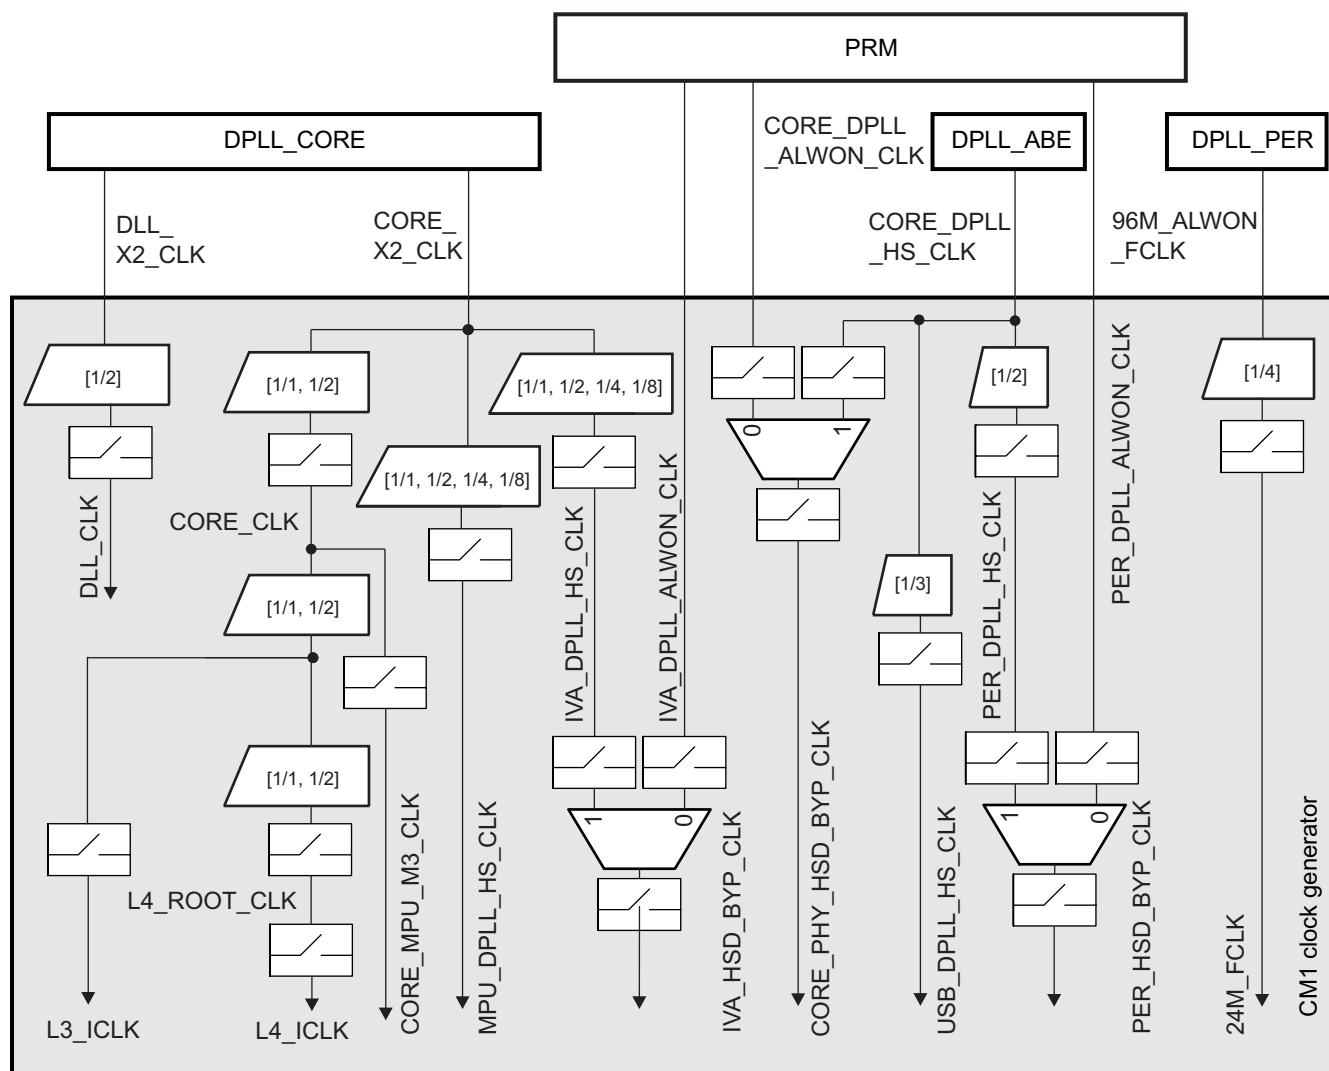 PRM
DPLL_CORE
CORE_DPLL
_ALWON_CLK
DPLL_ABE
DPLL_PER
DLL_
X2_CLK
CORE_
X2_CLK
CORE_DPLL
_HS_CLK
96M_ALWON
_FCLK
[1/2]
[1/1, 1/2]
[1/1, 1/2, 1/4, 1/8]
[1/2]
[1/4]
PER_DPLL_ALWON_CLK
0
1
[1/1, 1/2, 1/4, 1/8]
CORE_CLK
DLL_CLK
[1/1, 1/2]
IVA_DPLL_HS_CLK
IVA_DPLL_ALWON_CLK
[1/3]
PER_DPLL_HS_CLK
[1/1, 1/2]
1
0
1
0
L4_ROOT_CLK
CORE_MPU_M3_CLK
MPU_DPLL_HS_CLK
IVA_HSD_BYP_CLK
CORE_PHY_HSD_BYP_CLK
USB_DPLL_HS_CLK
PER_HSD_BYP_CLK
24M_FCLK
CM1 clock generator
L3_ICLK
L4_ICLK